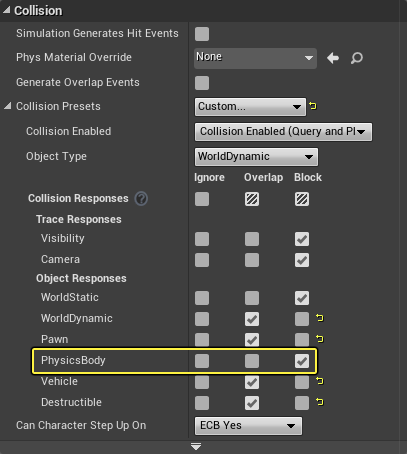 Collision
Simulation Generates Hit Events
Phys Material Override None
Generate Overlap Events
Collision Presets Custom...
Collision Enabled Collision Enabled (Query and Pl
Object Type WorldDynamic
Ignore Overlap Block
Collision Responses ?
Trace Responses
Visibility
Camera
Object Responses
WorldStatic
WorldDynamic
Pawn
PhysicsBody
Vehicle
Destructible
Can Character Step Up On ECB Yes